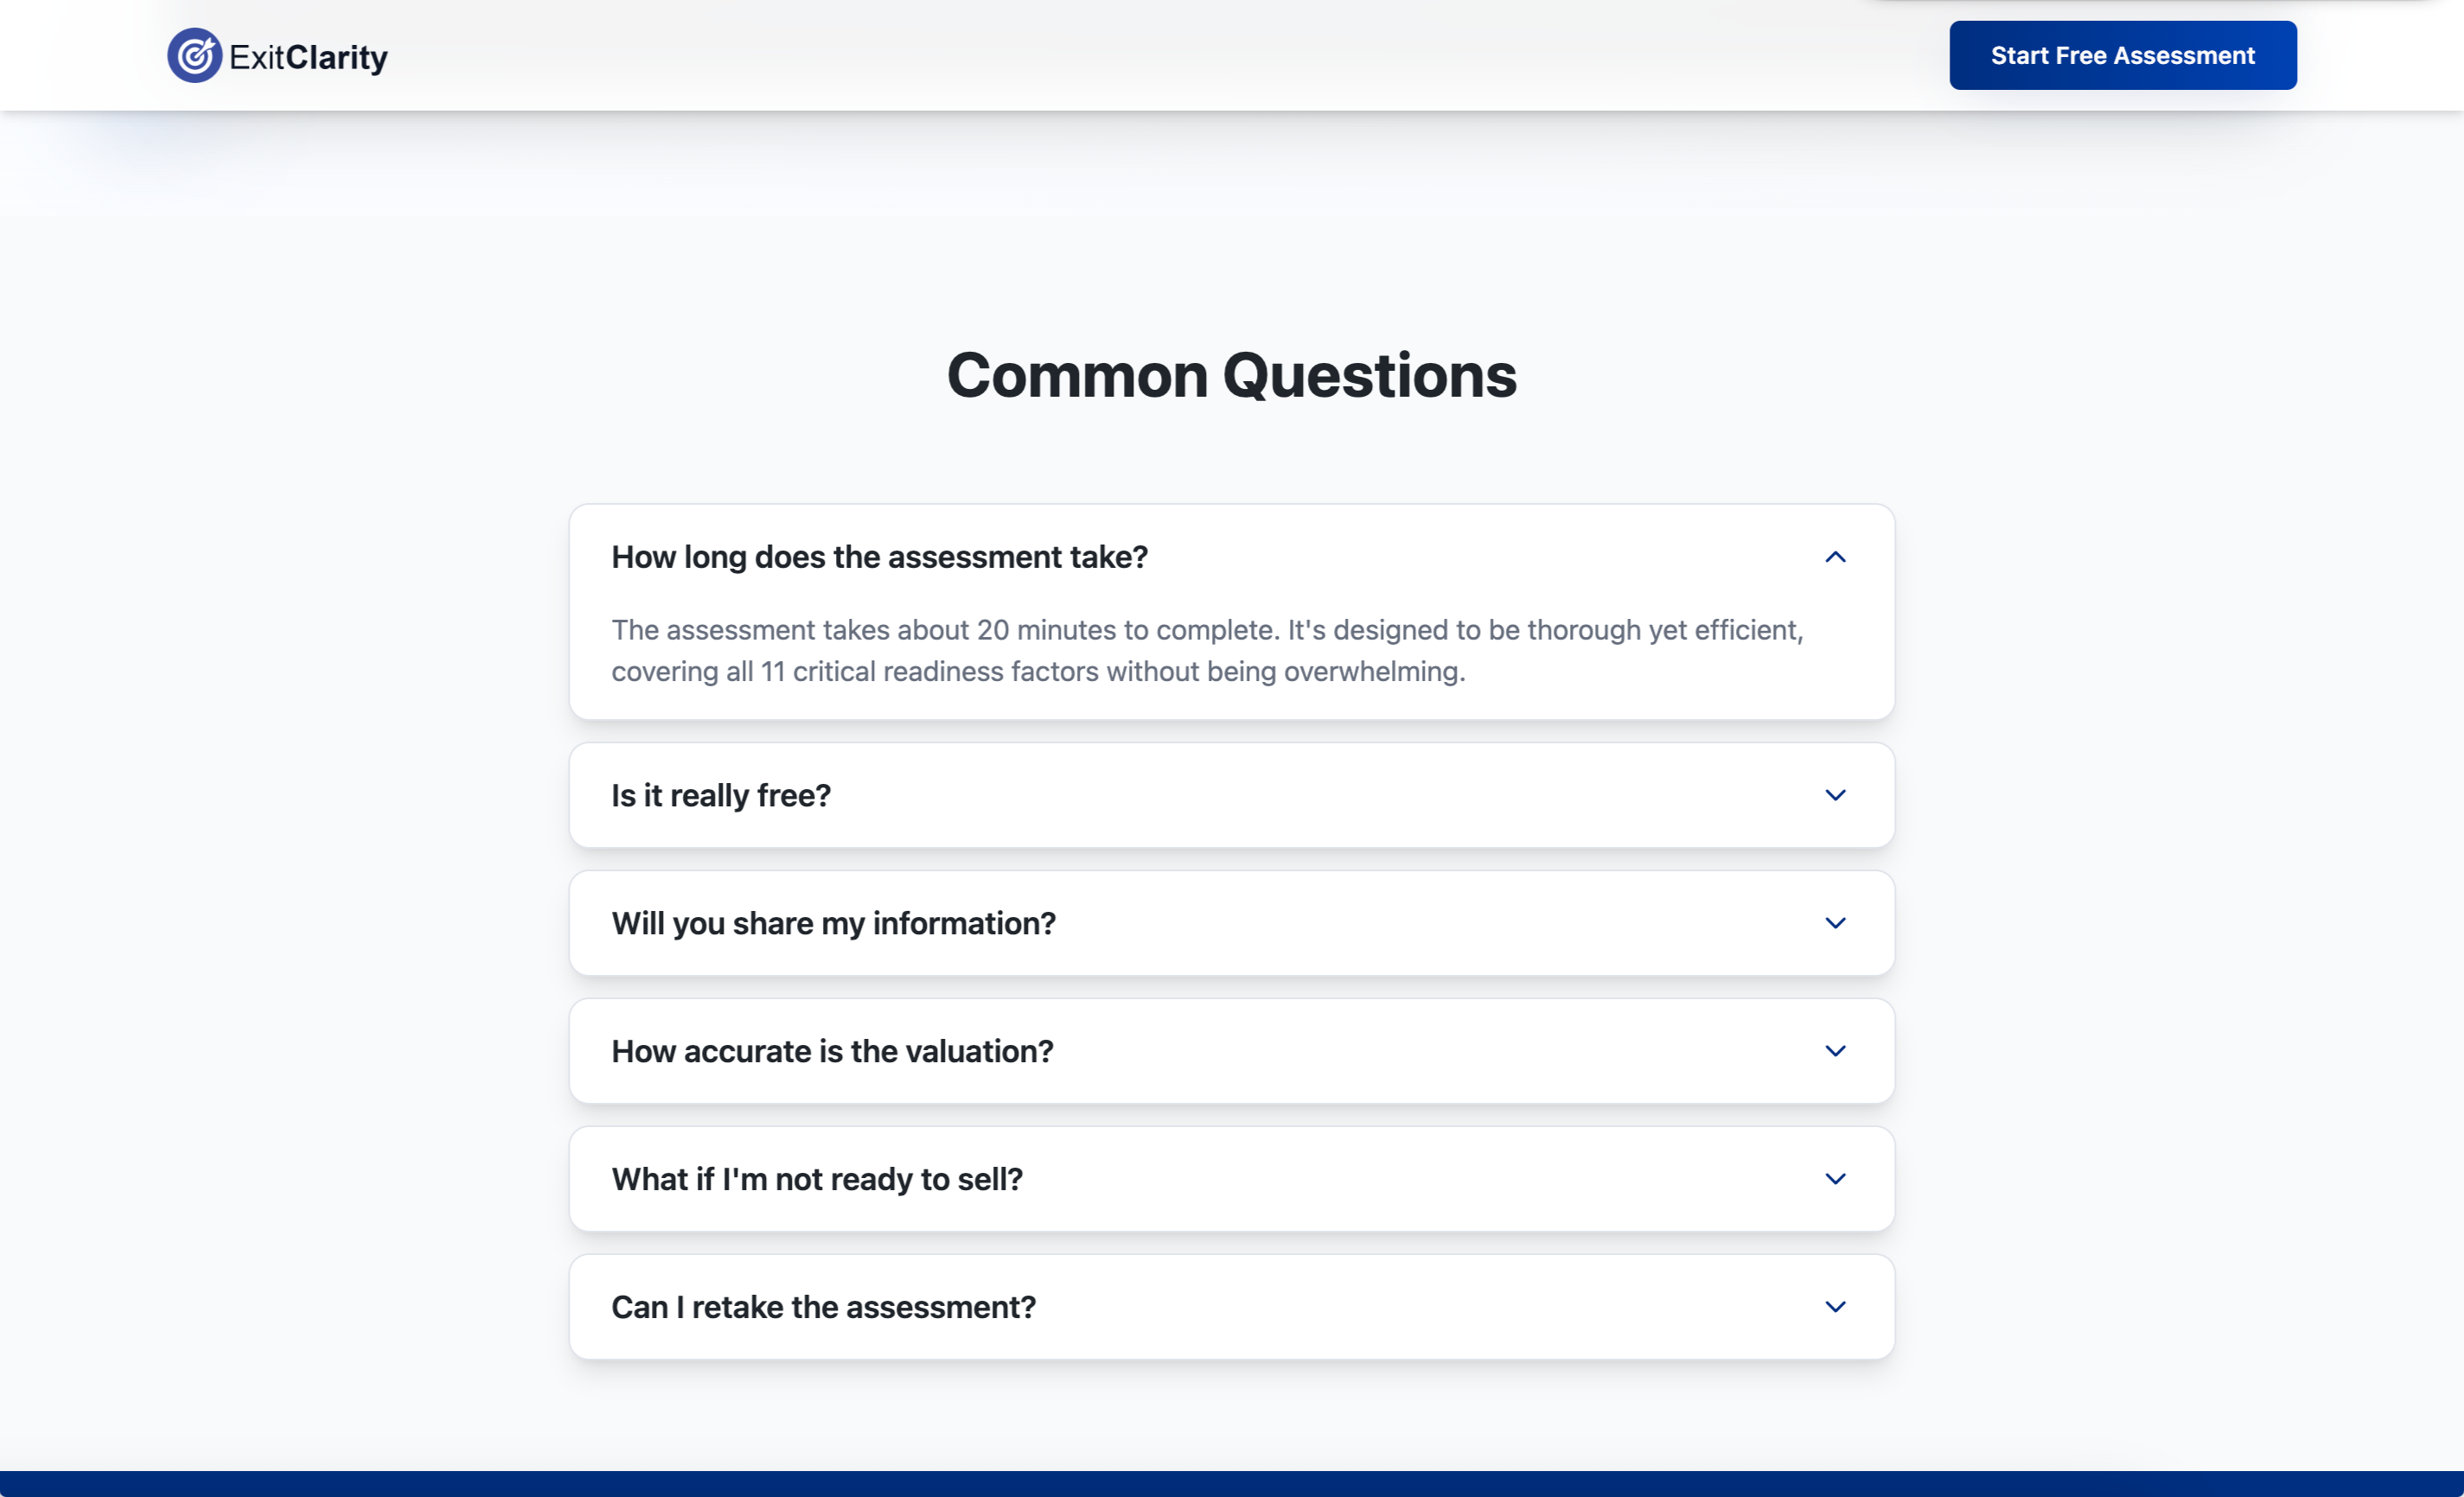 ExitClarity
Start Free Assessment
Common Questions
How long does the assessment take?
The assessment takes about 20 minutes to complete. It's designed to be thorough yet efficient,
covering all 11 critical readiness factors without being overwhelming.
Is it really free?
Will you share my information?
How accurate is the valuation?
What if I'm not ready to sell?
Can I retake the assessment?